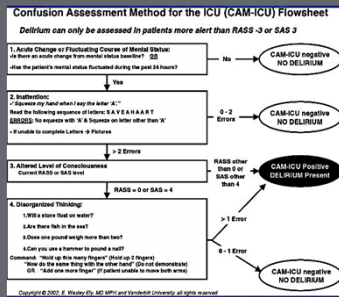 Confusion Assessment Method for the ICU (CAM-ICU) Flowsheet
Delirium can only be assessed in patients more alert than RASS -3 or SAS 3
1. Acute Change or Fluctuating Course of Mental Status:
-Is there an acute change from mental status baseline? OR
-Has the patient's mental status fluctuated during the past 24 hours?
No
CAM-ICU negative
NO DELIRIUM
Yes
2. Inattention:
-"Squeeze my hand when I say the letter 'A'."
Read the following sequence of letters: S A V E A H A A R T
ERRORS: No squeeze with 'A' & Squeeze on letter other than 'A'
- If unable to complete Letters → Pictures
0 - 2
Errors
CAM-ICU negative
NO DELIRIUM
> 2 Errors
3. Altered Level of Consciousness
Current RASS or SAS level
RASS other
than 0 or
SAS other
than 4
CAM-ICU Positive
DELIRIUM Present
RASS = 0 or SAS = 4
4. Disorganized Thinking:
1.Will a stone float on water?
2.Are there fish in the sea?
3.Does one pound weigh more than two?
4.Can you use a hammer to pound a nail?
Command: "Hold up this many fingers" (Hold up 2 fingers)
"Now do the same thing with the other hand" (Do not demonstrate)
OR "Add one more finger" (If patient unable to move both arms)
> 1 Error
0 - 1 Error
CAM-ICU negative
NO DELIRIUM
Copyright © 2002, E. Wesley Ely, MD MPH and Vanderbilt University, all rights reserved